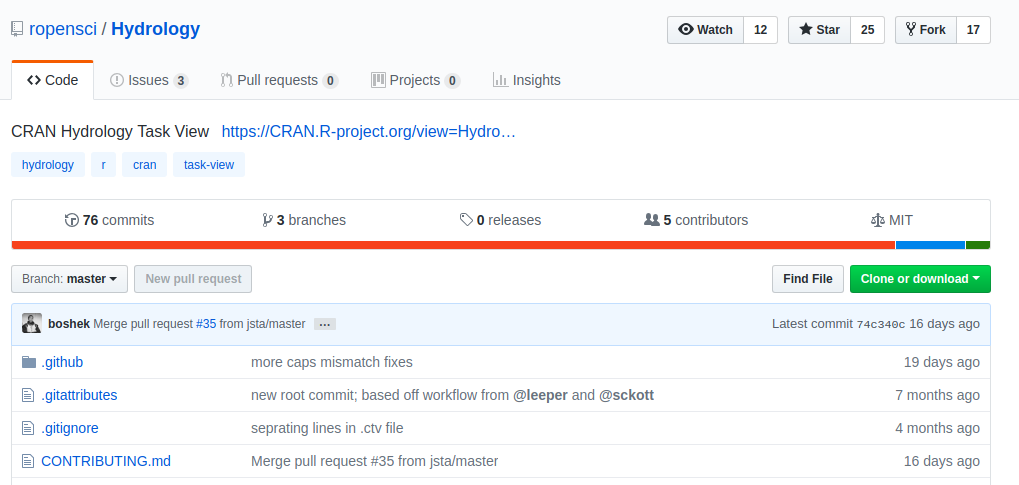 ropensci / Hydrology Watch 12 Star 25 Fork 17
Code Issues 3 Pull requests 0 Projects 0 Insights
CRAN Hydrology Task View https://CRAN.R-project.org/view=Hydro…
hydrology r cran task-view
76 commits 3 branches 0 releases 5 contributors MIT
Branch: master New pull request Find File Clone or download
boshek Merge pull request #35 from jsta/master … Latest commit 74c340c 16 days ago
.github more caps mismatch fixes 19 days ago
.gitattributes new root commit; based off workflow from @leeper and @sckott 7 months ago
.gitignore seprating lines in .ctv file 4 months ago
CONTRIBUTING.md Merge pull request #35 from jsta/master 16 days ago